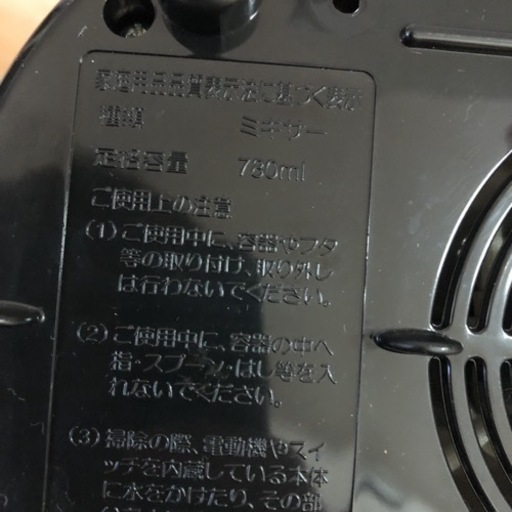 家庭用品品質表示法に基づく表示
種類 ミキサー
定格容量 730ml
ご使用上の注意
(1) ご使用中に、容器やフタ
等の取り付け、取り外し
は行わないでください。
(2) ご使用中に、容器の中へ
指・スプーン・はし等を入
れないでください。
(3) 掃除の際、電動機やスイ
ッチを内蔵している本体
に水をかけたり、その部